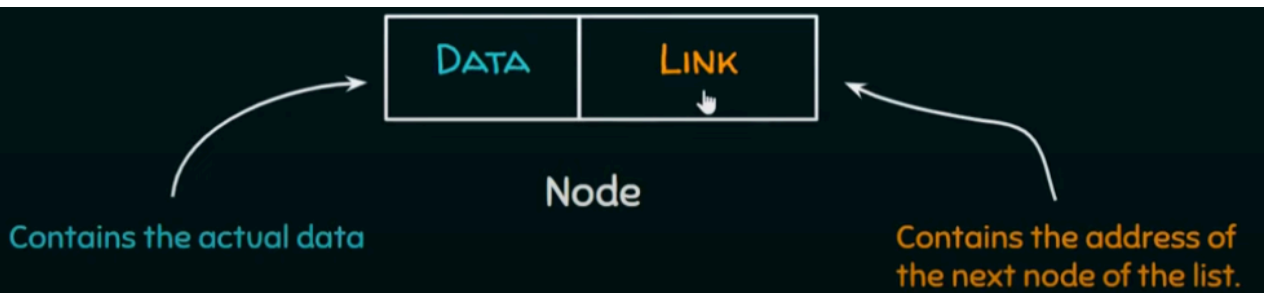 DATA LINK
Node
Contains the actual data
Contains the address of
the next node of the list.